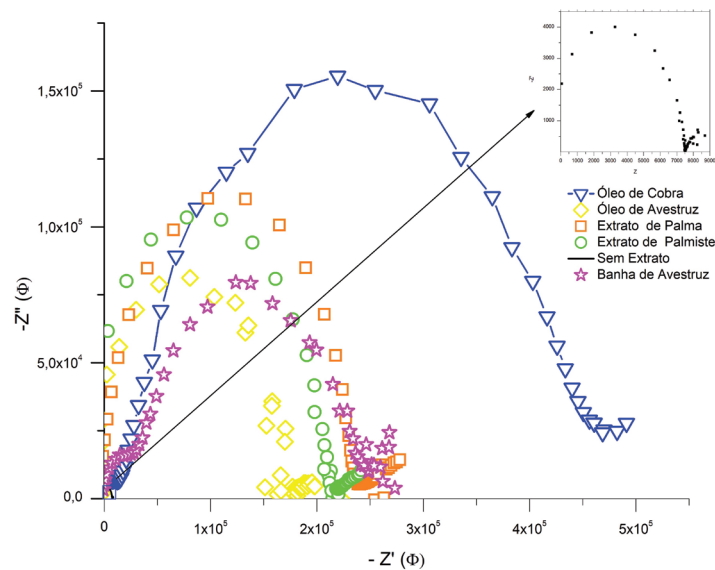 4000
3000
2000
1000
0 1000 2000 3000 4000 5000 6000 7000 8000 9000
Z
1,5x10⁵
1,0x10⁵
5,0x10⁴
0,0
-Z" (Φ)
Óleo de Cobra
Óleo de Avestruz
Extrato de Palma
Extrato de Palmiste
Sem Extrato
Banha de Avestruz
0 1x10⁵ 2x10⁵ 3x10⁵ 4x10⁵ 5x10⁵
- Z' (Φ)